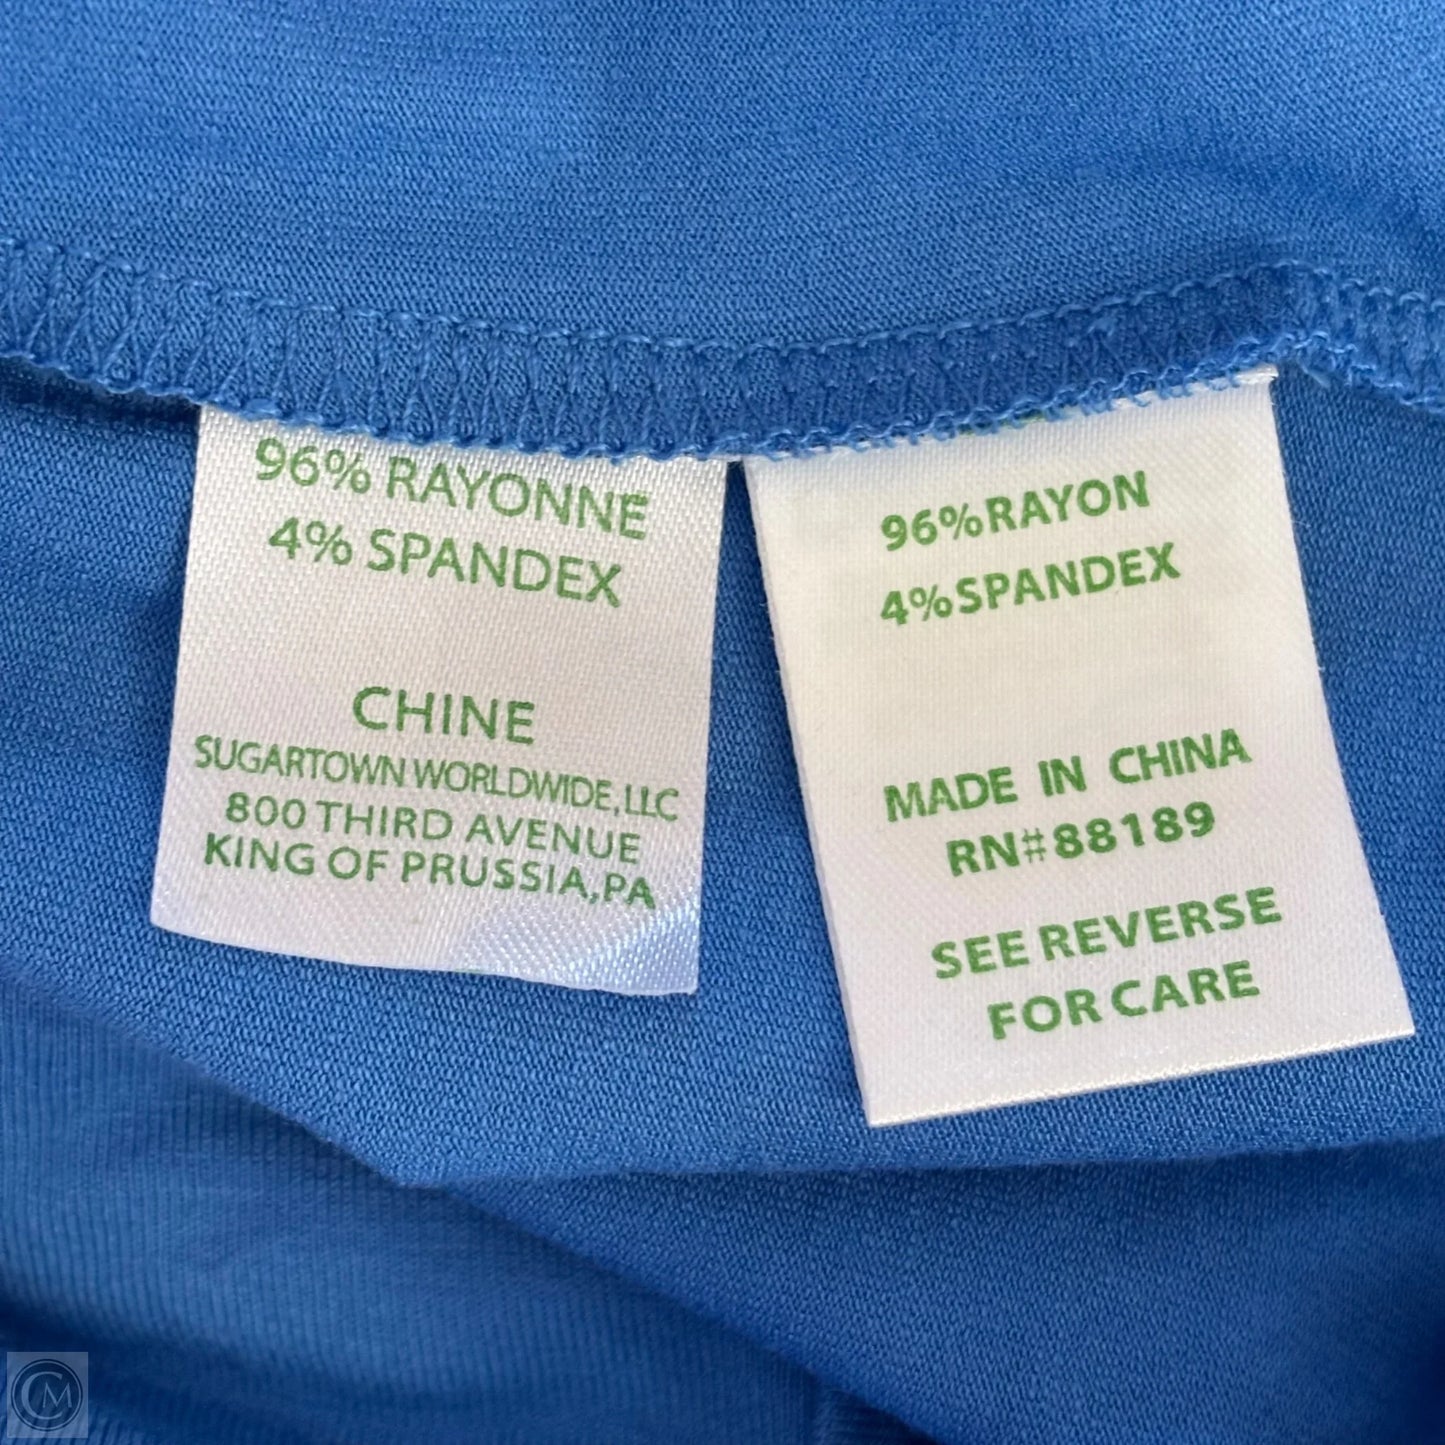 96% RAYONNE
4% SPANDEX
CHINE
SUGARTOWN WORLDWIDE, LLC
800 THIRD AVENUE
KING OF PRUSSIA, PA
96% RAYON
4% SPANDEX
MADE IN CHINA
RN#88189
SEE REVERSE
FOR CARE
CM